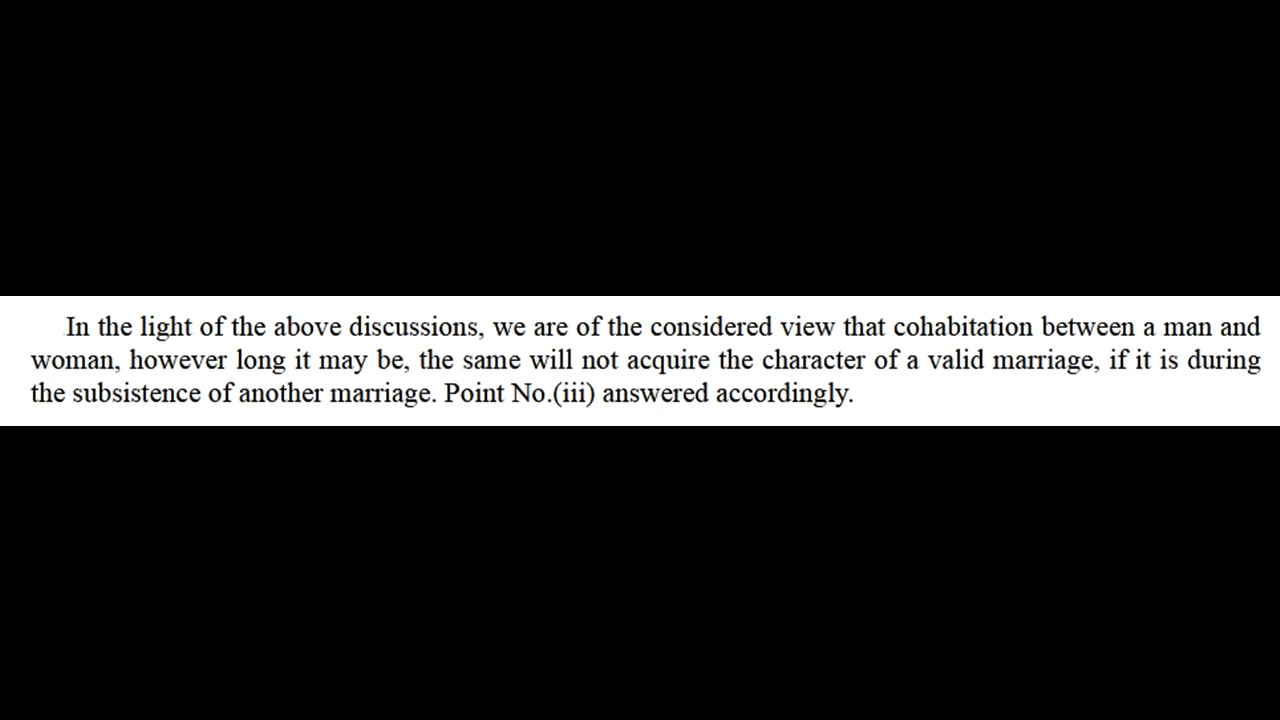 In the light of the above discussions, we are of the considered view that cohabitation between a man and
woman, however long it may be, the same will not acquire the character of a valid marriage, if it is during
the subsistence of another marriage. Point No.(iii) answered accordingly.